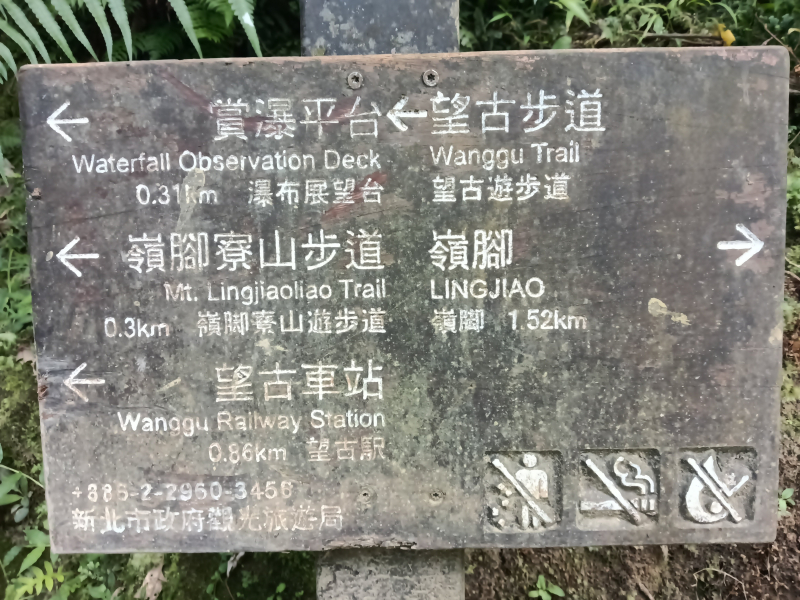 ← 賞瀑平台
Waterfall Observation Deck
0.31km 瀑布展望台
← 嶺腳寮山步道
Mt. Lingjiaoliao Trail
0.3km 嶺腳寮山遊步道
← 望古車站
Wanggu Railway Station
0.86km 望古駅
+886-2-2960-3456
新北市政府觀光旅遊局
← 望古步道
Wanggu Trail
望古遊步道
嶺腳 →
LINGJIAO
嶺腳 1.52km